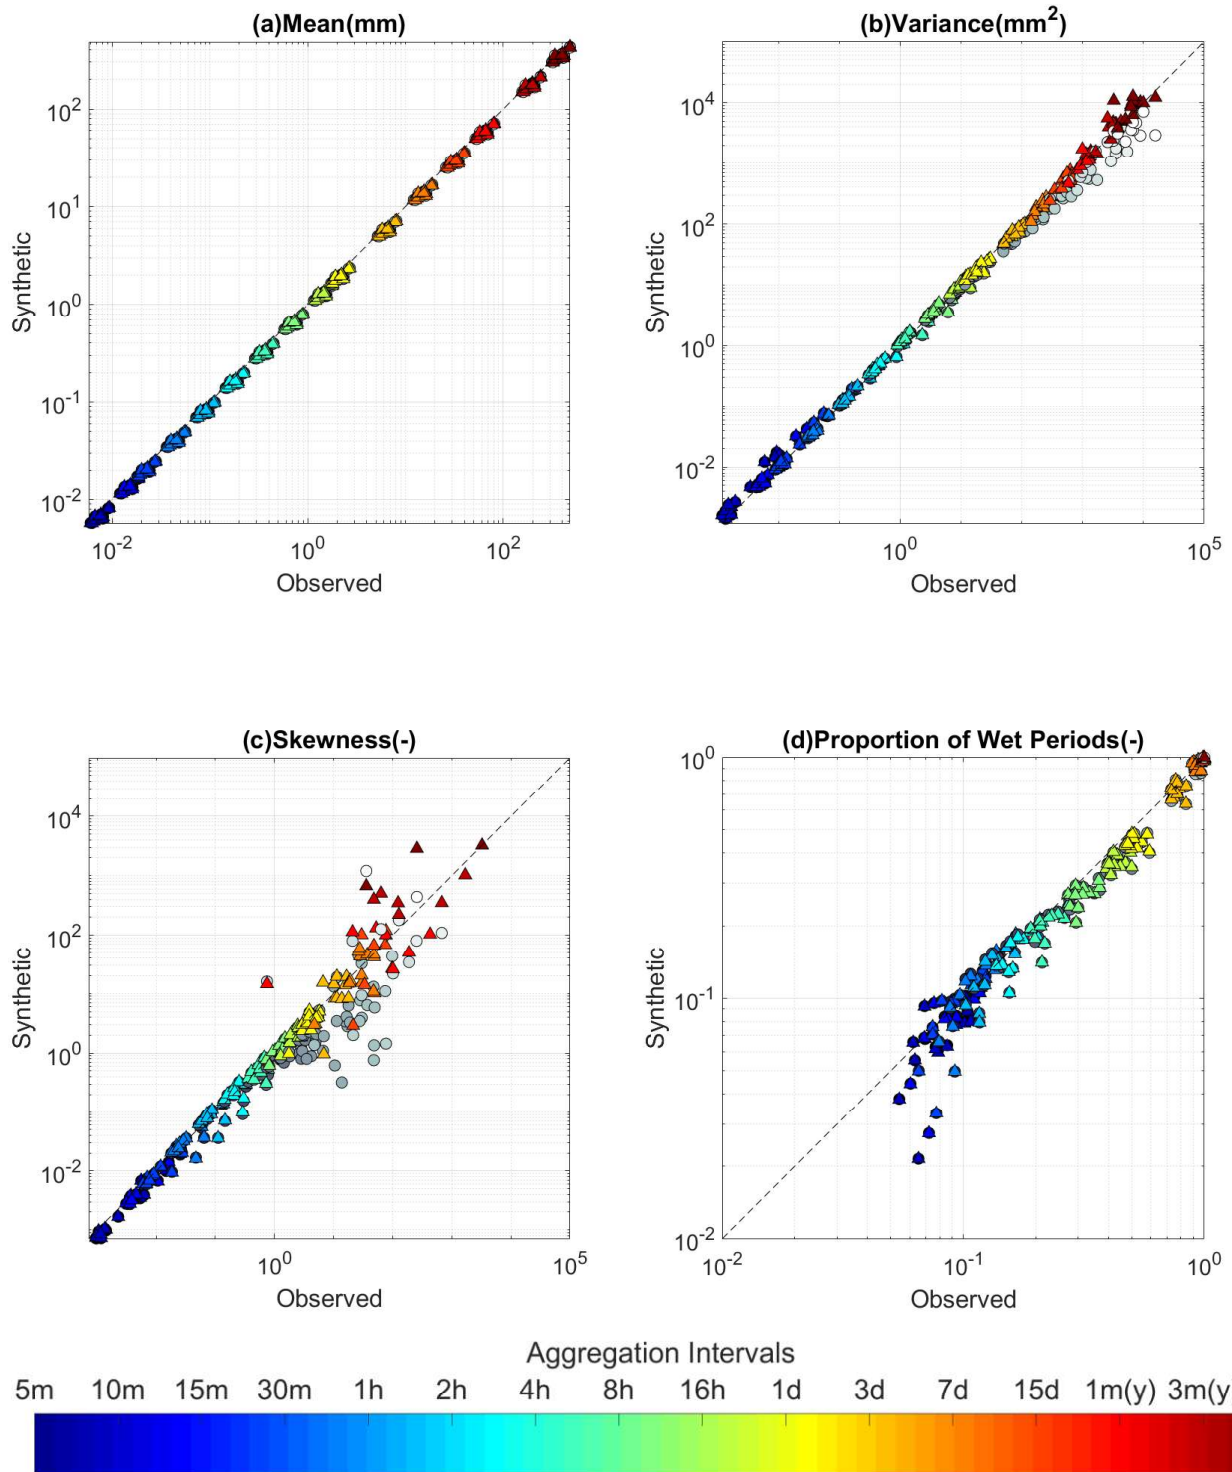 (a)Mean(mm)
10^2
10^1
10^0
10^-1
10^-2
Synthetic
10^-2 10^0 10^2
Observed
(b)Variance(mm^2)
10^4
10^2
10^0
10^-2
Synthetic
10^0 10^5
Observed
(c)Skewness(-)
10^4
10^2
10^0
10^-2
Synthetic
10^0 10^5
Observed
(d)Proportion of Wet Periods(-)
10^0
10^-1
10^-2
Synthetic
10^-2 10^-1 10^0
Observed
Aggregation Intervals
5m 10m 15m 30m 1h 2h 4h 8h 16h 1d 3d 7d 15d 1m(y) 3m(y